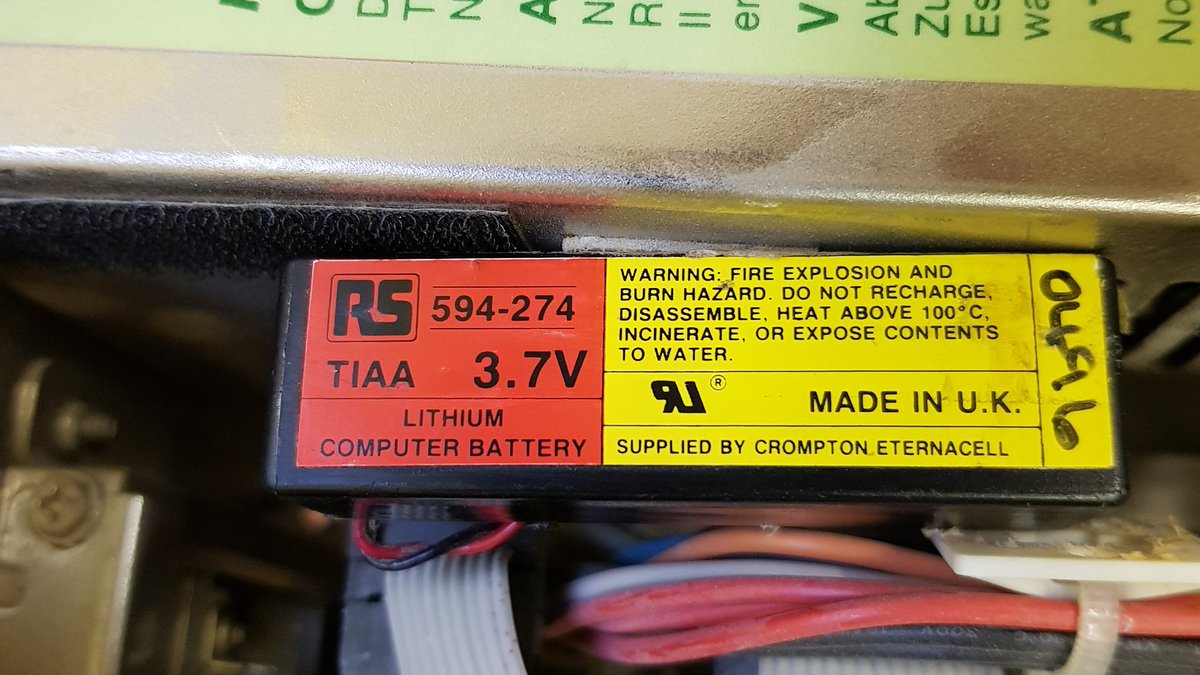 RS 594-274
TIAA 3.7V
LITHIUM
COMPUTER BATTERY
WARNING: FIRE EXPLOSION AND
BURN HAZARD. DO NOT RECHARGE,
DISASSEMBLE, HEAT ABOVE 100°C,
INCINERATE, OR EXPOSE CONTENTS
TO WATER.
®
MADE IN U.K.
SUPPLIED BY CROMPTON ETERNACELL